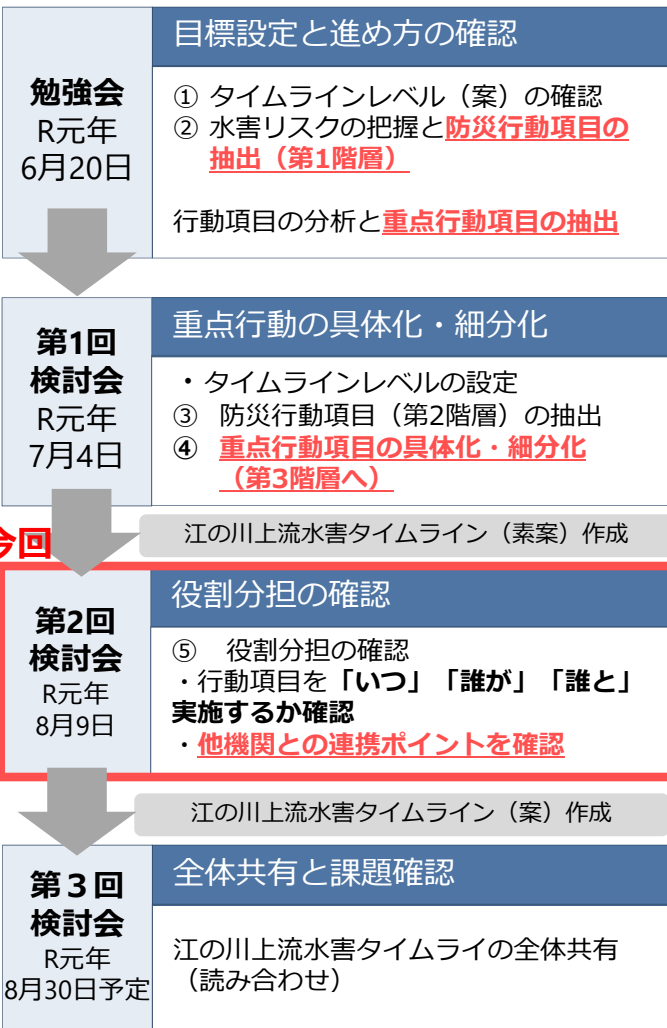 目標設定と進め方の確認
勉強会
R元年
6月20日
① タイムラインレベル（案）の確認
② 水害リスクの把握と防災行動項目の
抽出（第1階層）
行動項目の分析と重点行動項目の抽出
重点行動の具体化・細分化
第1回
検討会
R元年
7月4日
・タイムラインレベルの設定
③ 防災行動項目（第2階層）の抽出
④ 重点行動項目の具体化・細分化
（第3階層へ）
江の川上流水害タイムライン（素案）作成
今回
役割分担の確認
第2回
検討会
R元年
8月9日
⑤ 役割分担の確認
・行動項目を「いつ」「誰が」「誰と」
実施するか確認
・他機関との連携ポイントを確認
江の川上流水害タイムライン（案）作成
全体共有と課題確認
第３回
検討会
R元年
8月30日予定
江の川上流水害タイムライの全体共有
（読み合わせ）